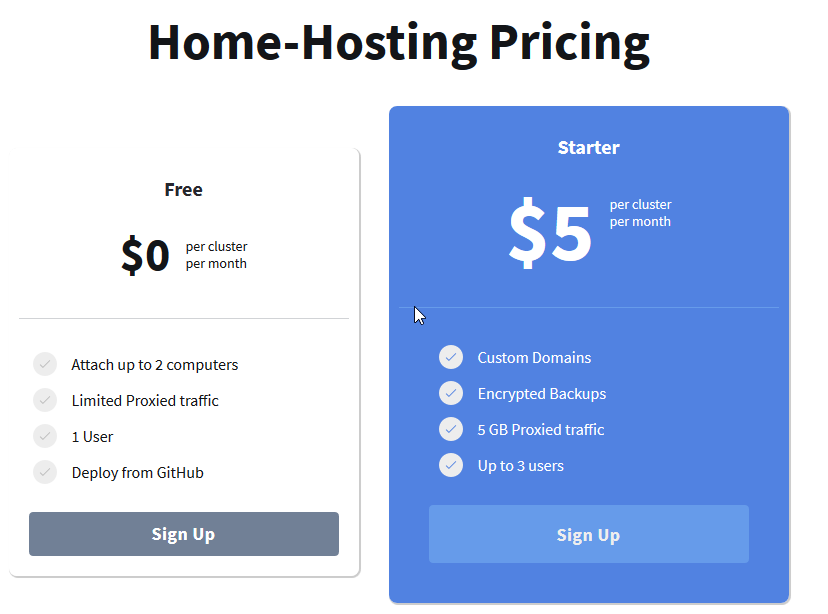 Home-Hosting Pricing
Free
$0
per cluster
per month
Attach up to 2 computers
Limited Proxied traffic
1 User
Deploy from GitHub
Sign Up
Starter
$5
per cluster
per month
Custom Domains
Encrypted Backups
5 GB Proxied traffic
Up to 3 users
Sign Up